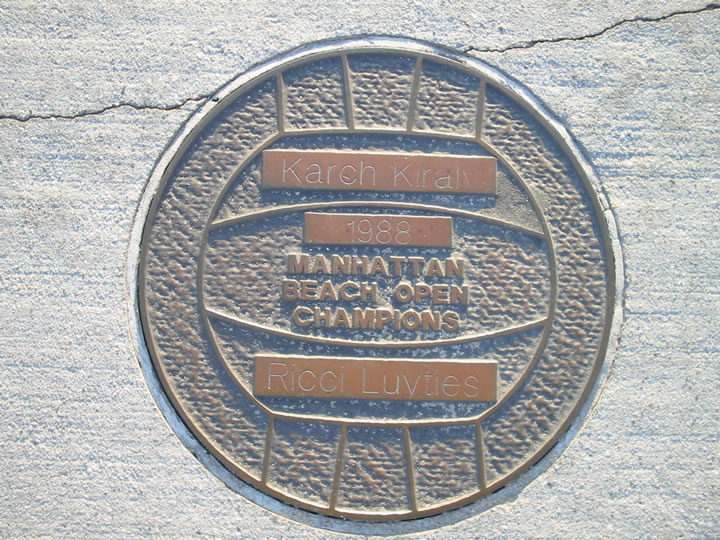 Karch Kiraly
1988
MANHATTAN
BEACH OPEN
CHAMPIONS
Ricci Luyties